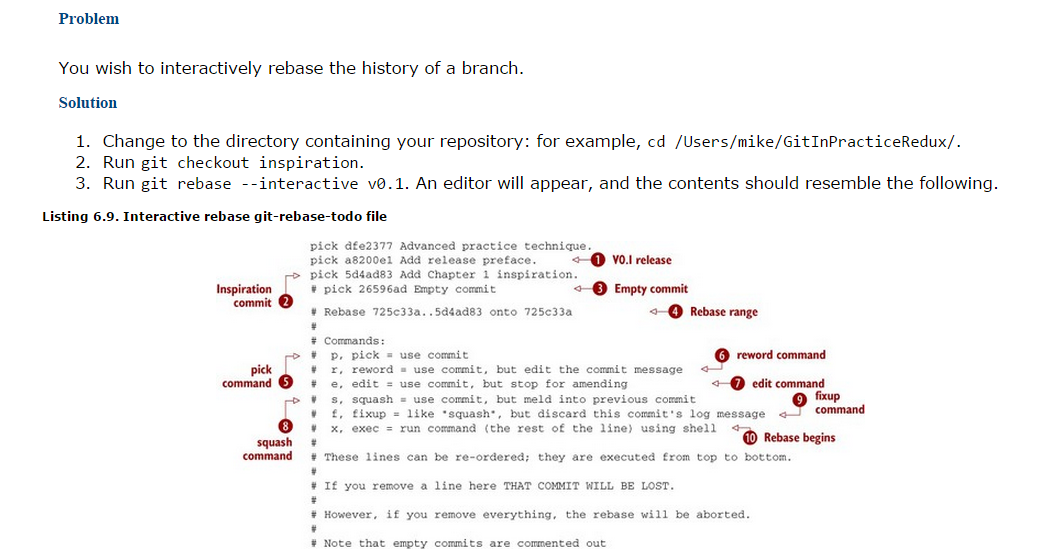 Problem
You wish to interactively rebase the history of a branch.
Solution
1. Change to the directory containing your repository: for example, cd /Users/mike/GitInPracticeRedux/.
2. Run git checkout inspiration.
3. Run git rebase --interactive v0.1. An editor will appear, and the contents should resemble the following.
Listing 6.9. Interactive rebase git-rebase-todo file
pick dfe2377 Advanced practice technique.
pick a8200e1 Add release preface.
1 V0.I release
pick 5d4ad83 Add Chapter 1 inspiration.
Inspiration
commit 2
# pick 26596ad Empty commit
3 Empty commit
# Rebase 725c33a..5d4ad83 onto 725c33a
4 Rebase range
#
# Commands:
# p, pick = use commit
6 reword command
pick
command 5
# r, reword = use commit, but edit the commit message
# e, edit = use commit, but stop for amending
7 edit command
# s, squash = use commit, but meld into previous commit
9 fixup
command
# f, fixup = like "squash", but discard this commit's log message
# x, exec = run command (the rest of the line) using shell
8
squash
command
10 Rebase begins
#
# These lines can be re-ordered; they are executed from top to bottom.
#
# If you remove a line here THAT COMMIT WILL BE LOST.
#
# However, if you remove everything, the rebase will be aborted.
#
# Note that empty commits are commented out